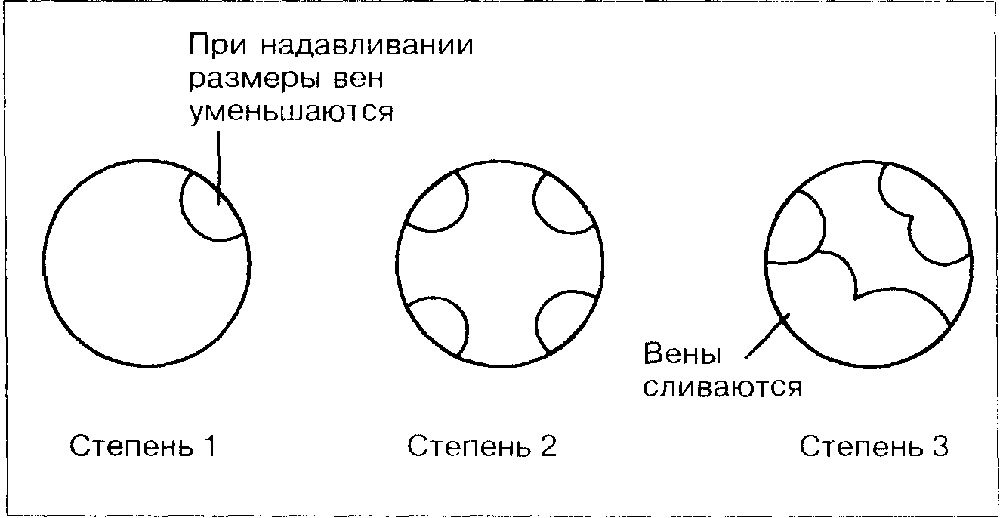 При надавливании
размеры вен
уменьшаются
Вены
сливаются
Степень 1
Степень 2
Степень 3